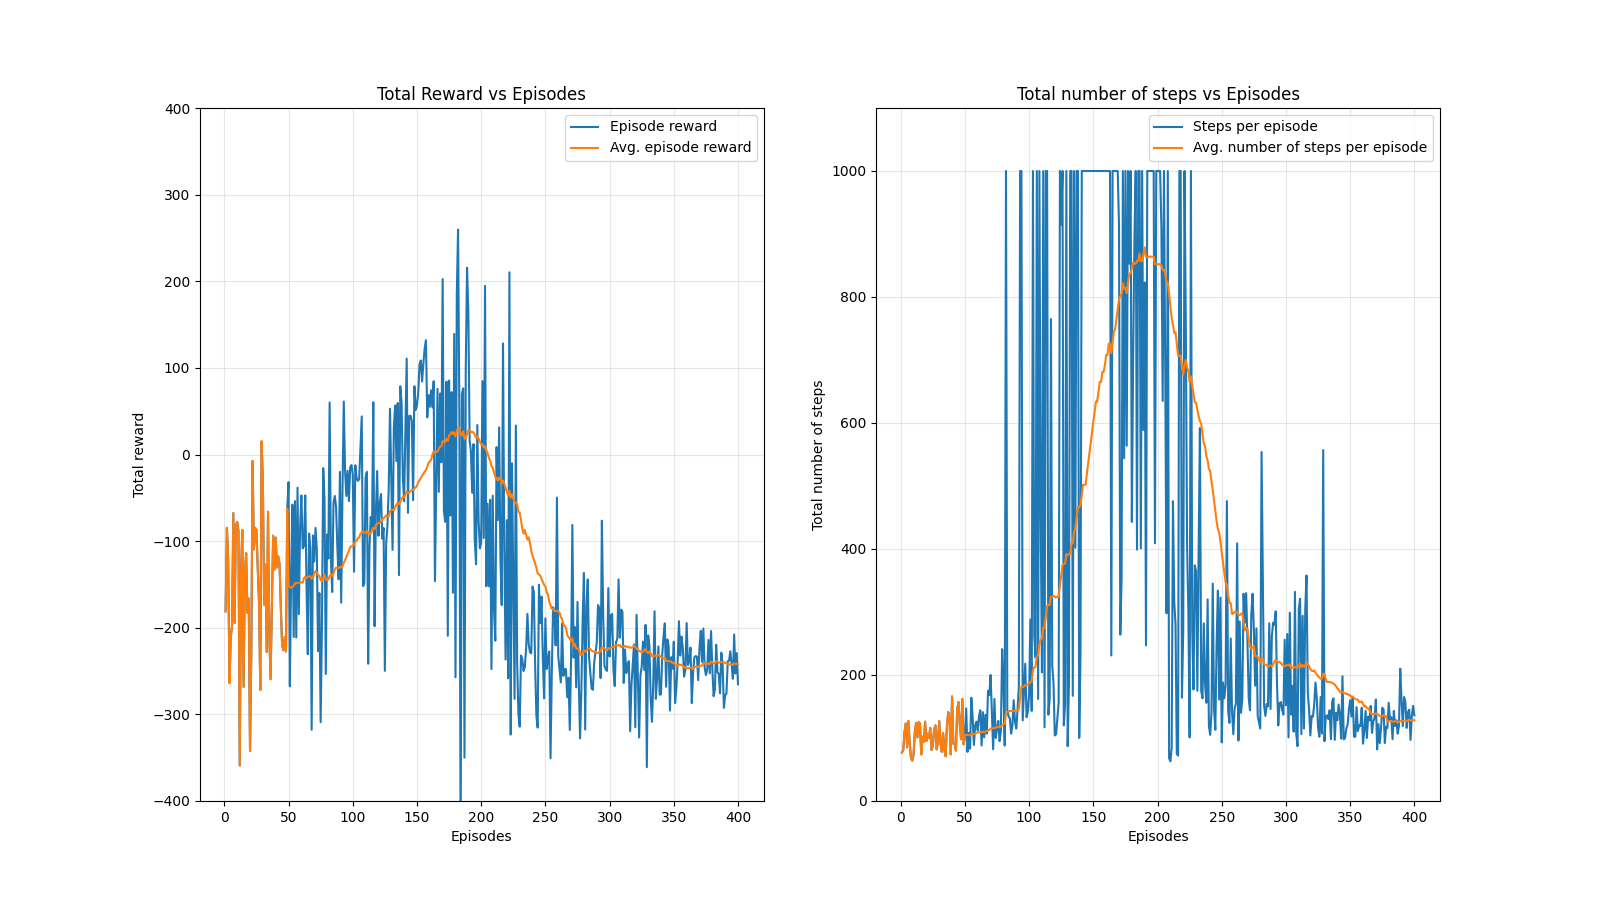 Total Reward vs Episodes
Episode reward
Avg. episode reward
400
300
200
100
0
−100
−200
−300
−400
Total reward
0 50 100 150 200 250 300 350 400
Episodes
Total number of steps vs Episodes
Steps per episode
Avg. number of steps per episode
1000
800
600
400
200
0
Total number of steps
0 50 100 150 200 250 300 350 400
Episodes